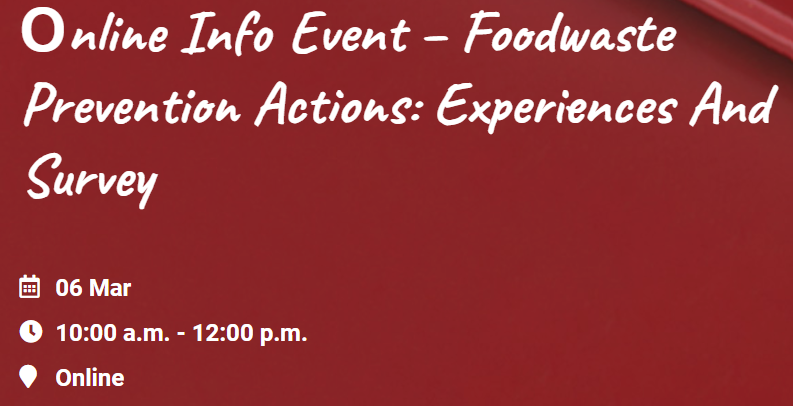 Online Info Event – Foodwaste
Prevention Actions: Experiences And
Survey
06 Mar
10:00 a.m. - 12:00 p.m.
Online